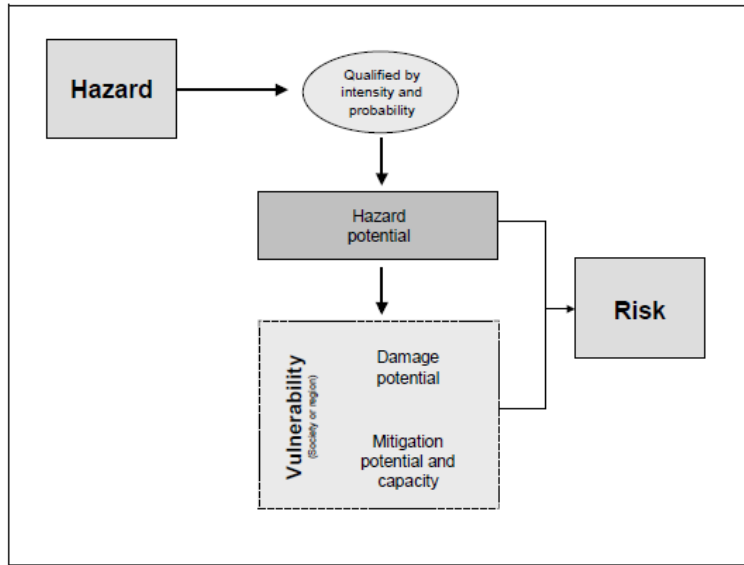 Hazard
Qualified by
intensity and
probability
Hazard
potential
Risk
Vulnerability
(Society or region)
Damage
potential
Mitigation
potential and
capacity